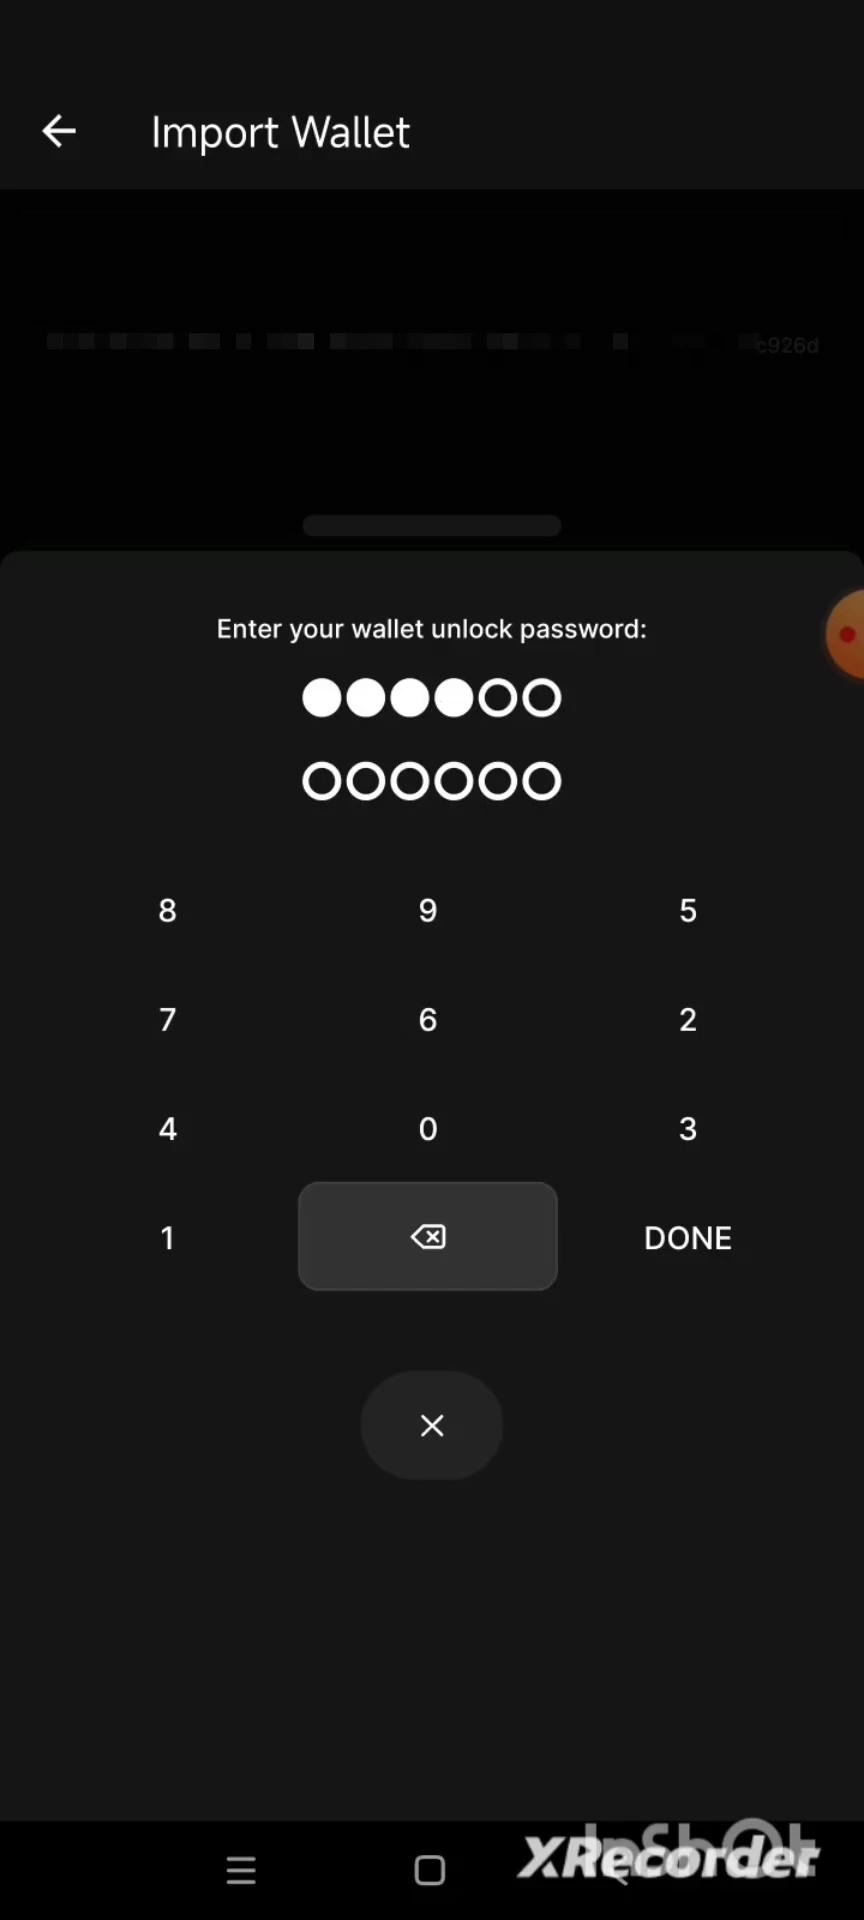 Import Wallet
c926d
Enter your wallet unlock password:
8 9 5
7 6 2
4 0 3
1 DONE
InShot
XRecorder